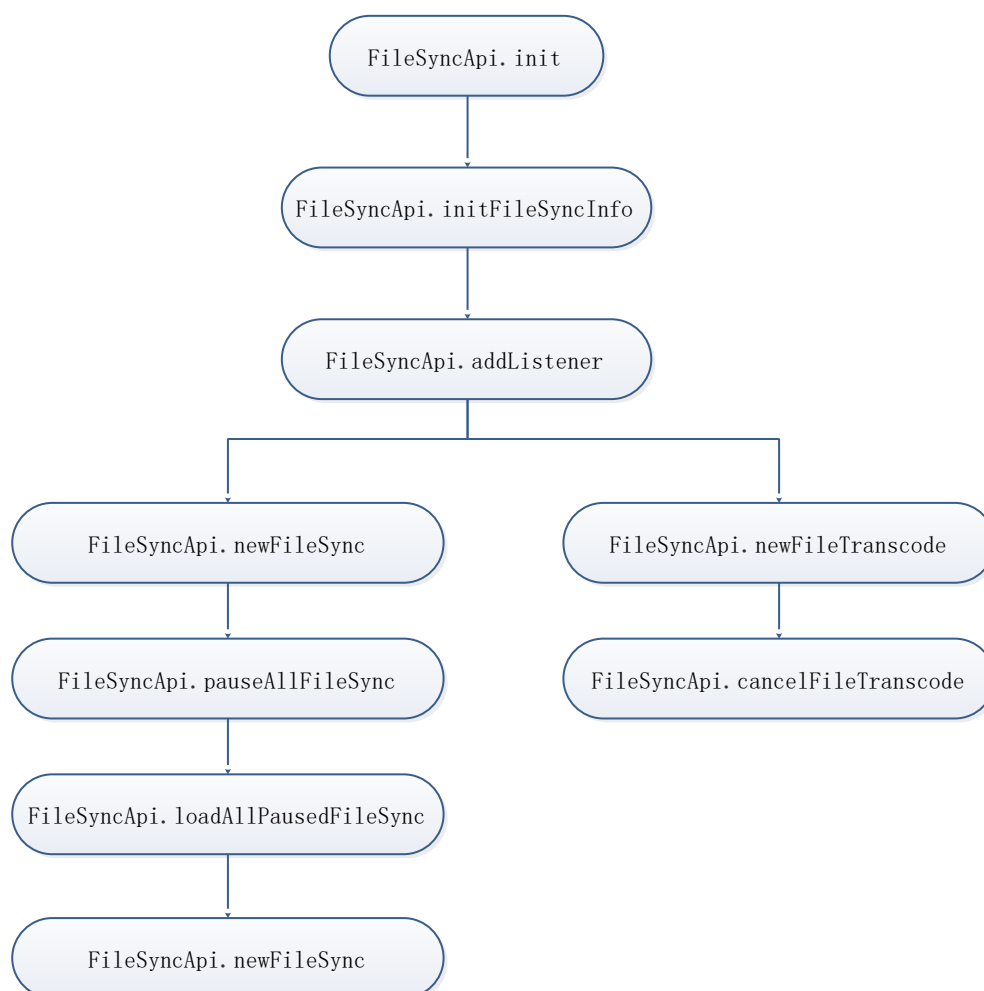 FileSyncApi.init
FileSyncApi.initFileSyncInfo
FileSyncApi.addListener
FileSyncApi.newFileSync
FileSyncApi.newFileTranscode
FileSyncApi.pauseAllFileSync
FileSyncApi.cancelFileTranscode
FileSyncApi.loadAllPausedFileSync
FileSyncApi.newFileSync